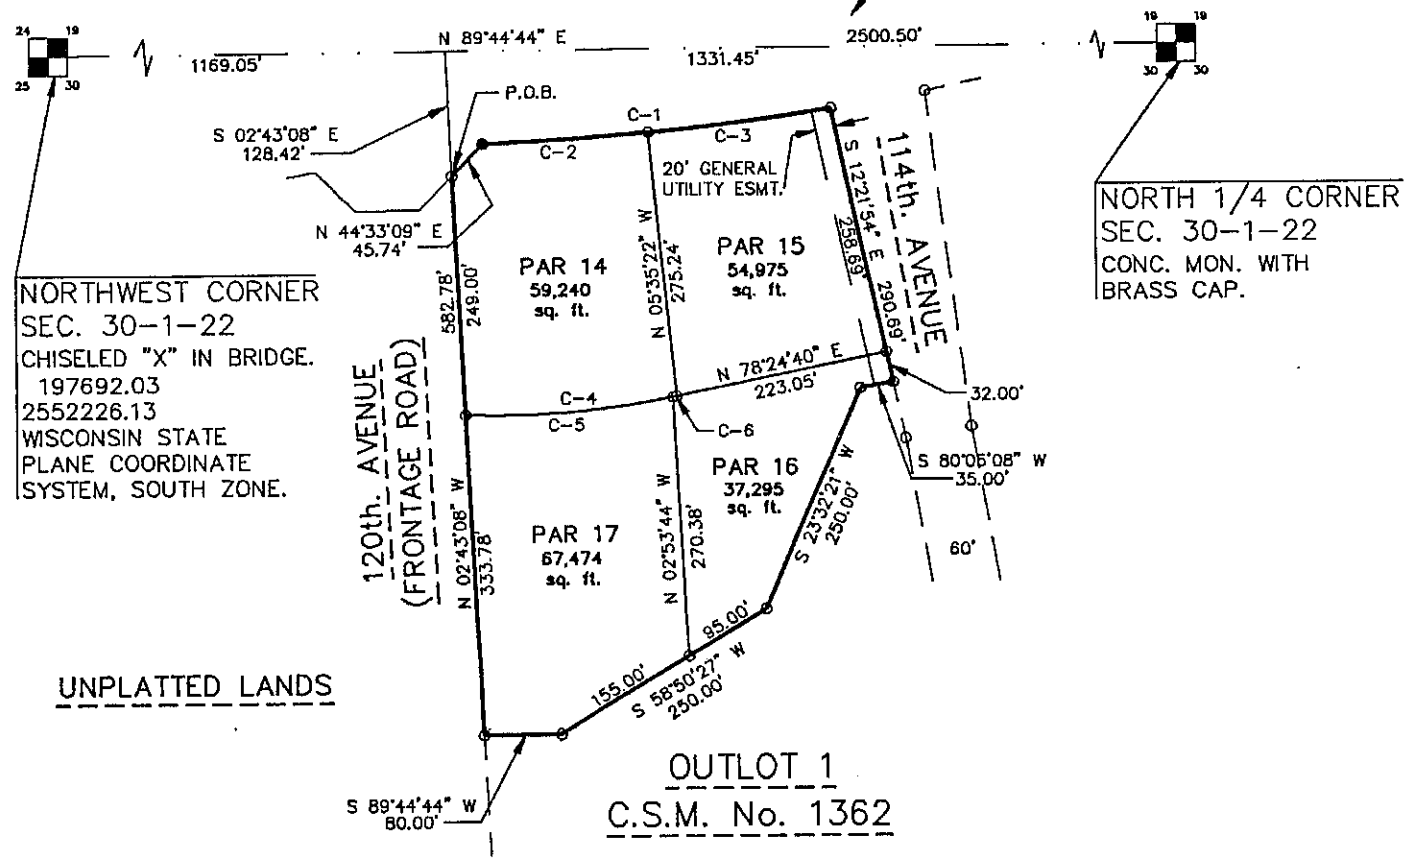 24 19
25 30
N 89°44'44" E
2500.50'
1169.05'
1331.45'
19 19
30 30
P.O.B.
S 02°43'08" E
128.42'
C-1
C-2
C-3
20' GENERAL
UTILITY ESMT.
S 12°21'54" E 290.69'
258.69'
114th. AVENUE
N 44°33'09" E
45.74'
NORTH 1/4 CORNER
SEC. 30-1-22
CONC. MON. WITH
BRASS CAP.
NORTHWEST CORNER
SEC. 30-1-22
CHISELED "X" IN BRIDGE.
197692.03
2552226.13
WISCONSIN STATE
PLANE COORDINATE
SYSTEM, SOUTH ZONE.
582.78'
249.00'
PAR 14
59,240
sq. ft.
N 05°35'22" W
275.24'
PAR 15
54,975
sq. ft.
N 78°24'40" E
223.05'
32.00'
C-4
C-5
C-6
120th. AVENUE
(FRONTAGE ROAD)
N 02°43'08" W
333.78'
PAR 17
67,474
sq. ft.
N 02°53'44" W
270.38'
PAR 16
37,295
sq. ft.
S 23°32'21" W
250.00'
S 80°06'08" W
35.00'
60'
95.00'
155.00'
S 58°50'27" W
250.00'
UNPLATTED LANDS
S 89°44'44" W
80.00'
OUTLOT 1
C.S.M. No. 1362